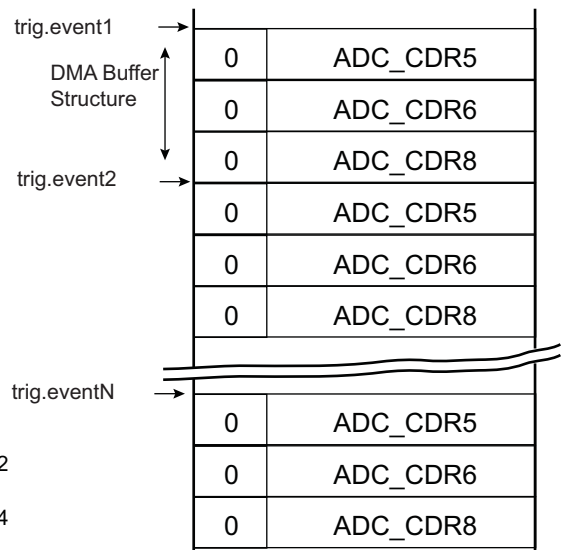 trig.event1
0 ADC_CDR5
DMA Buffer
Structure
0 ADC_CDR6
0 ADC_CDR8
trig.event2
0 ADC_CDR5
0 ADC_CDR6
0 ADC_CDR8
trig.eventN
0 ADC_CDR5
2
0 ADC_CDR6
4
0 ADC_CDR8